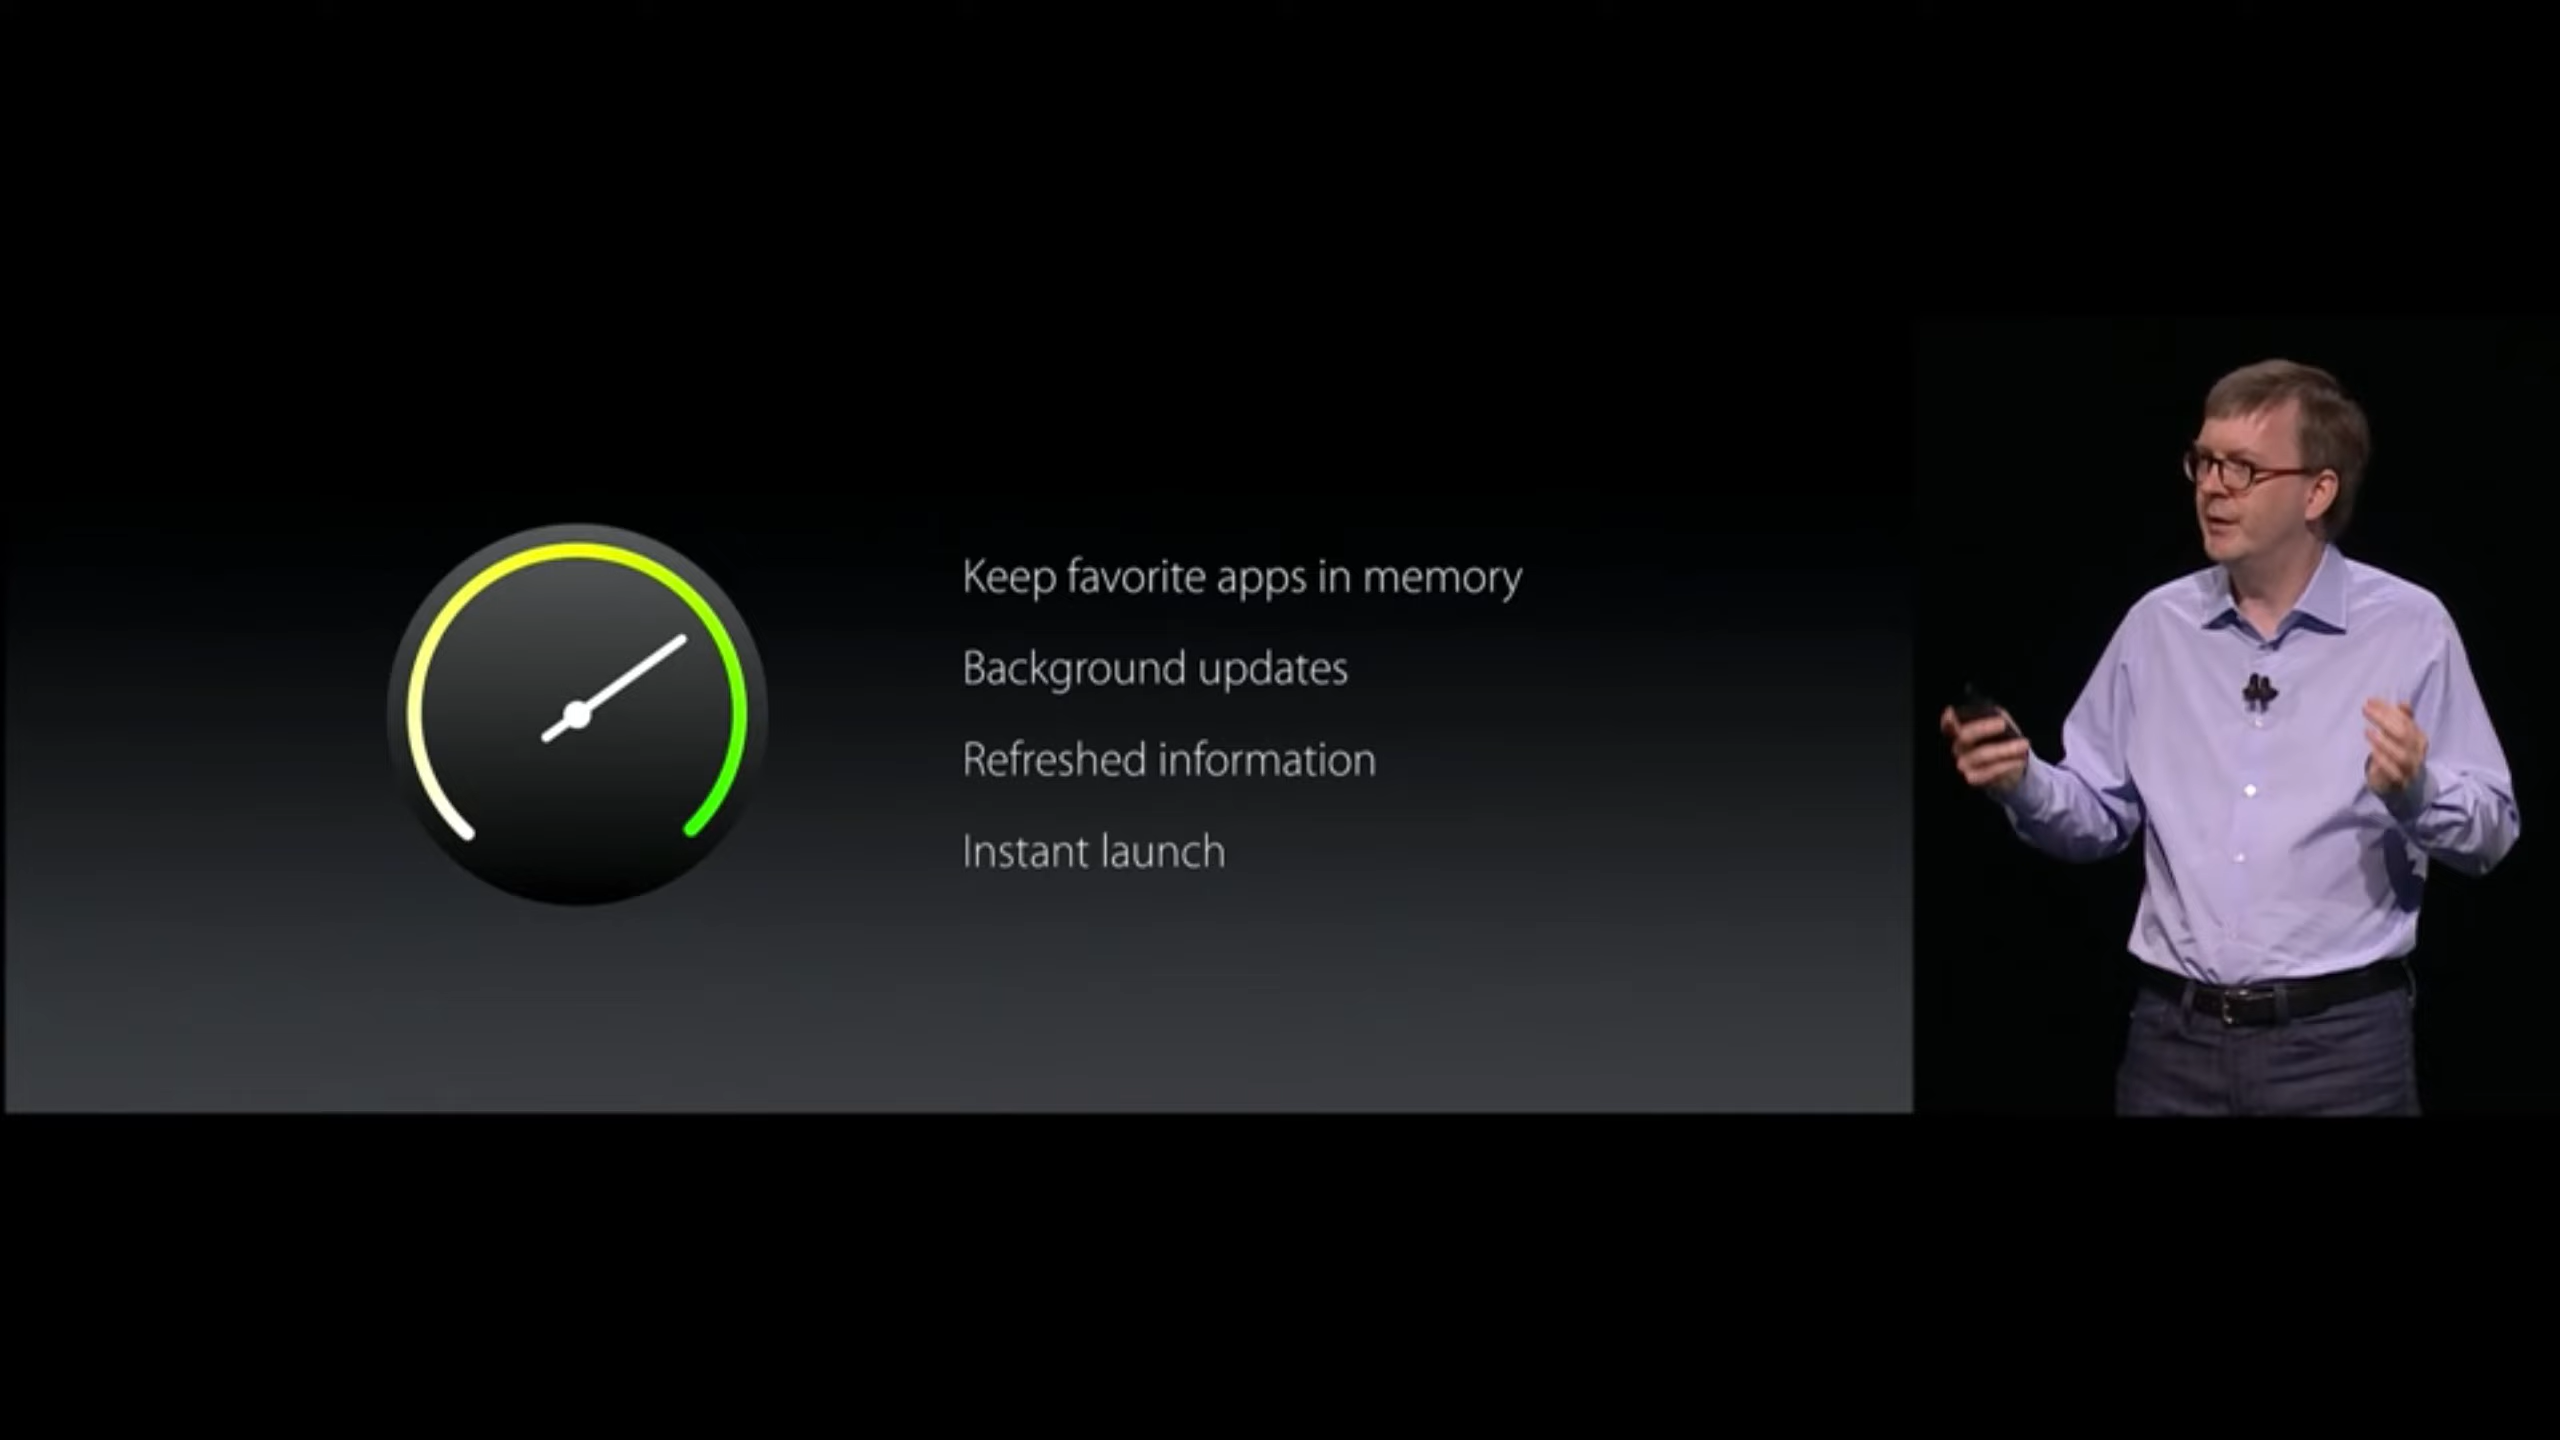 Keep favorite apps in memory
Background updates
Refreshed information
Instant launch